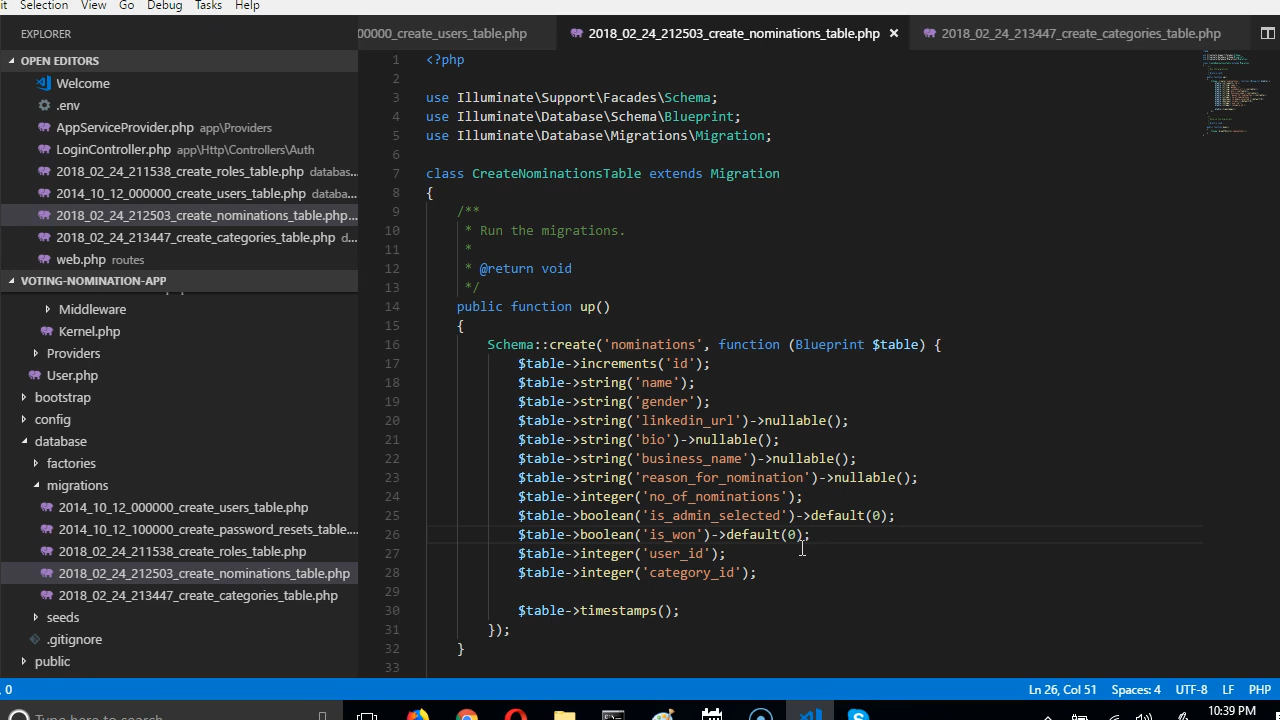 it Selection View Go Debug Tasks Help
EXPLORER
000000_create_users_table.php
2018_02_24_212503_create_nominations_table.php ×
2018_02_24_213447_create_categories_table.php
OPEN EDITORS
Welcome
.env
AppServiceProvider.php app\Providers
LoginController.php app\Http\Controllers\Auth
2018_02_24_211538_create_roles_table.php databas...
2014_10_12_000000_create_users_table.php databa...
2018_02_24_212503_create_nominations_table.php...
2018_02_24_213447_create_categories_table.php d...
web.php routes
VOTING-NOMINATION-APP
Middleware
Kernel.php
Providers
User.php
bootstrap
config
database
factories
migrations
2014_10_12_000000_create_users_table.php
2014_10_12_100000_create_password_resets_table....
2018_02_24_211538_create_roles_table.php
2018_02_24_212503_create_nominations_table.php
2018_02_24_213447_create_categories_table.php
seeds
.gitignore
public
1 <?php
2
3 use Illuminate\Support\Facades\Schema;
4 use Illuminate\Database\Schema\Blueprint;
5 use Illuminate\Database\Migrations\Migration;
6
7 class CreateNominationsTable extends Migration
8 {
9 /**
10 * Run the migrations.
11 *
12 * @return void
13 */
14 public function up()
15 {
16 Schema::create('nominations', function (Blueprint $table) {
17 $table->increments('id');
18 $table->string('name');
19 $table->string('gender');
20 $table->string('linkedin_url')->nullable();
21 $table->string('bio')->nullable();
22 $table->string('business_name')->nullable();
23 $table->string('reason_for_nomination')->nullable();
24 $table->integer('no_of_nominations');
25 $table->boolean('is_admin_selected')->default(0);
26 $table->boolean('is_won')->default(0);
27 $table->integer('user_id');
28 $table->integer('category_id');
29
30 $table->timestamps();
31 });
32 }
33
0
Ln 26, Col 51 Spaces: 4 UTF-8 LF PHP
Type here to search
10:39 PM